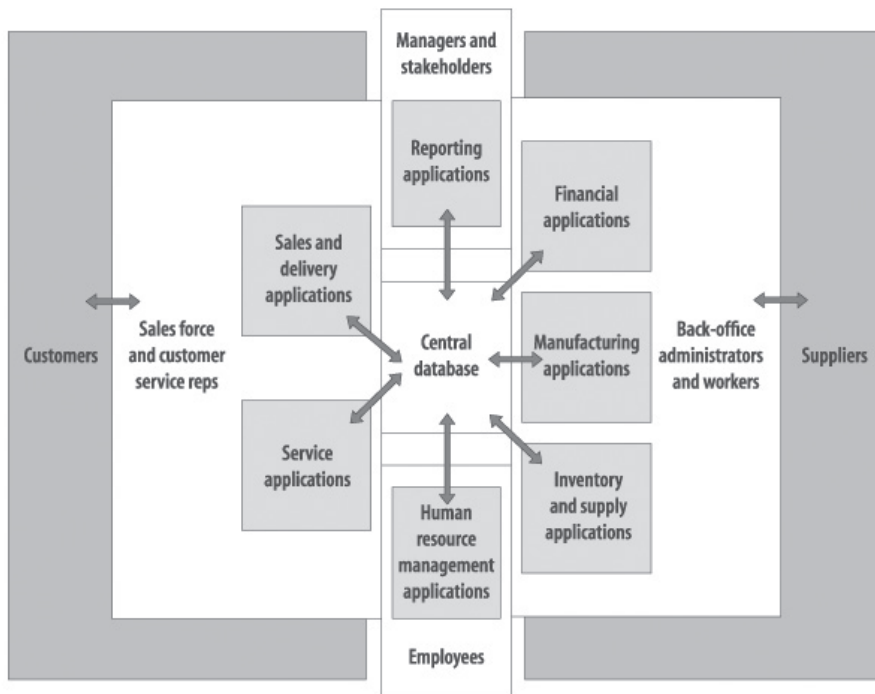 Managers and
stakeholders
Reporting
applications
Financial
applications
Sales and
delivery
applications
Customers
Sales force
and customer
service reps
Central
database
Manufacturing
applications
Back-office
administrators
and workers
Suppliers
Service
applications
Inventory
and supply
applications
Human
resource
management
applications
Employees